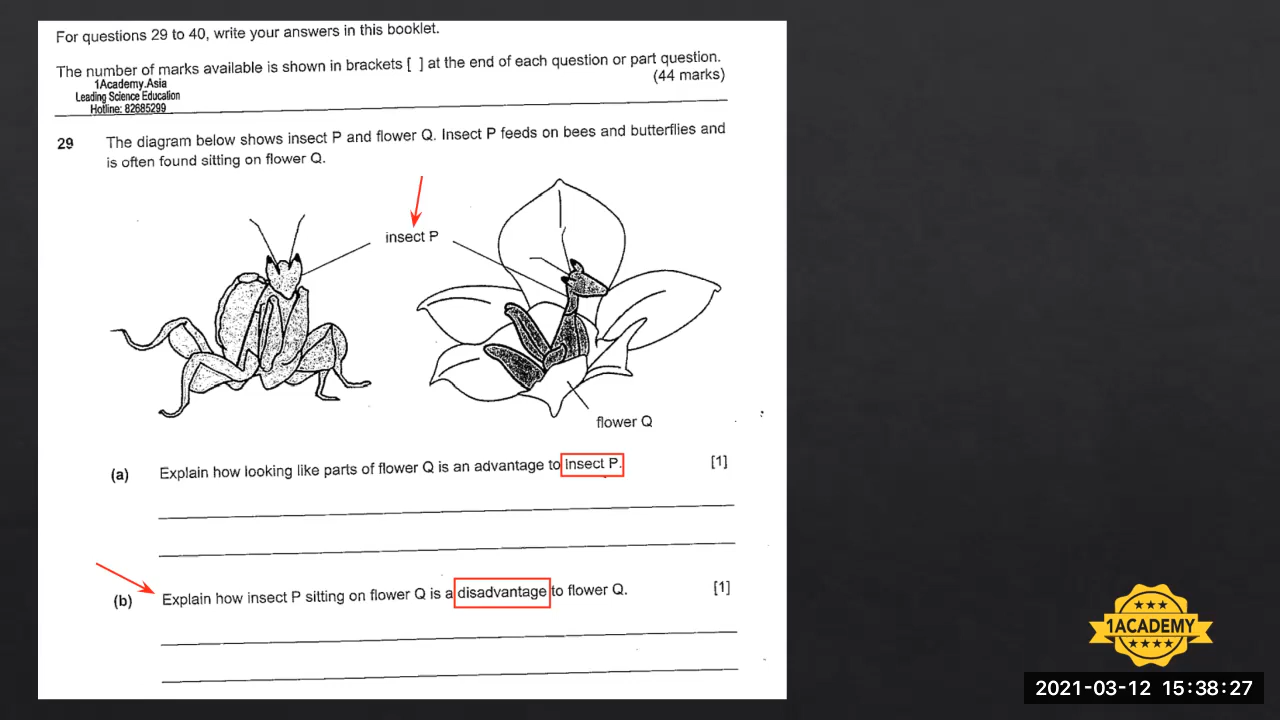 For questions 29 to 40, write your answers in this booklet.
The number of marks available is shown in brackets [ ] at the end of each question or part question.
(44 marks)
1Academy.Asia
Leading Science Education
Hotline: 82685299
29 The diagram below shows insect P and flower Q. Insect P feeds on bees and butterflies and
is often found sitting on flower Q.
insect P
flower Q
(a) Explain how looking like parts of flower Q is an advantage to insect P. [1]
(b) Explain how insect P sitting on flower Q is a disadvantage to flower Q. [1]
1ACADEMY
2021-03-12 15:38:27